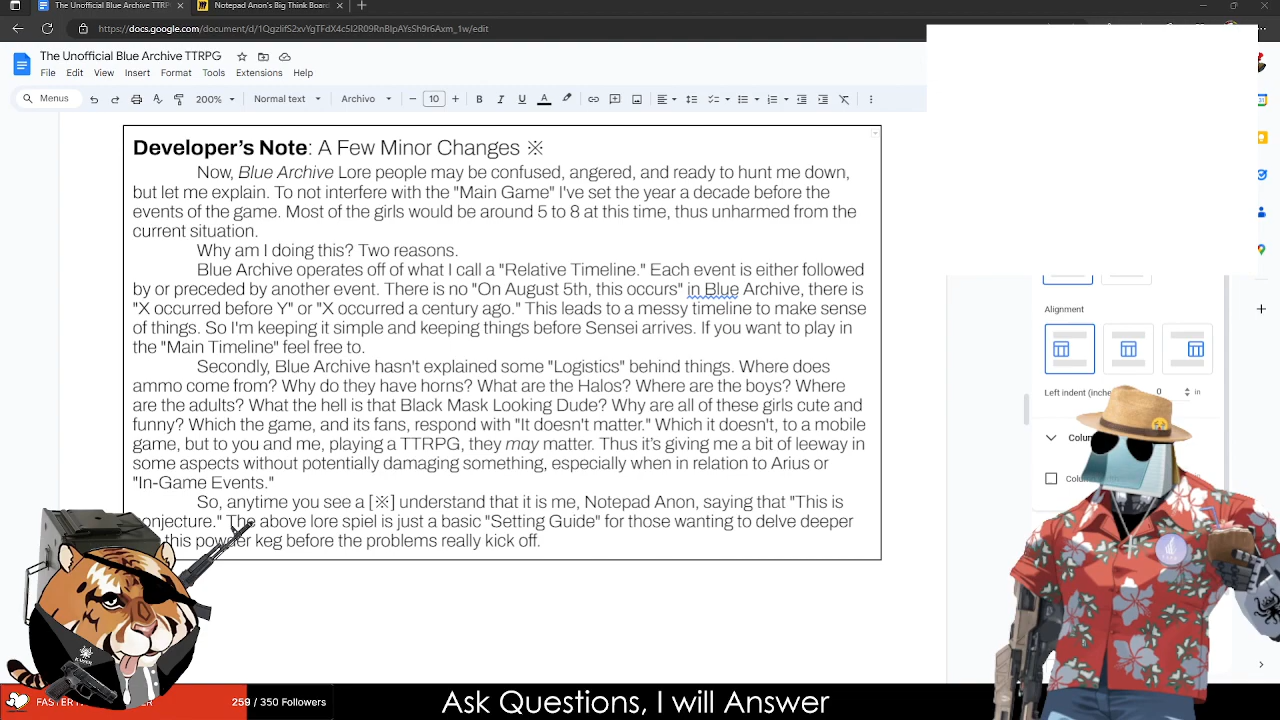 The Unofficial Blue Archive TTR
Notepad Anon's Big Think Board
https://docs.google.com/document/d/1QgzlifS2xvYgTFdX4c5I2R09RnBlpAYsSh9r6Axm_1w/edit
The Unofficial Blue Archive TTRPG
File Edit View Insert Format Tools Extensions Help
Menus 200% Normal text Archivo 10 B I U A
Developer's Note: A Few Minor Changes ※
Now, Blue Archive Lore people may be confused, angered, and ready to hunt me down,
but let me explain. To not interfere with the "Main Game" I've set the year a decade before the
events of the game. Most of the girls would be around 5 to 8 at this time, thus unharmed from the
current situation.
Why am I doing this? Two reasons.
Blue Archive operates off of what I call a "Relative Timeline." Each event is either followed
by or preceded by another event. There is no "On August 5th, this occurs" in Blue Archive, there is
"X occurred before Y" or "X occurred a century ago." This leads to a messy timeline to make sense
of things. So I'm keeping it simple and keeping things before Sensei arrives. If you want to play in
the "Main Timeline" feel free to.
Secondly, Blue Archive hasn't explained some "Logistics" behind things. Where does
ammo come from? Why do they have horns? What are the Halos? Where are the boys? Where
are the adults? What the hell is that Black Mask Looking Dude? Why are all of these girls cute and
funny? Which the game, and its fans, respond with "It doesn't matter." Which it doesn't, to a mobile
game, but to you and me, playing a TTRPG, they may matter. Thus it's giving me a bit of leeway in
some aspects without potentially damaging something, especially when in relation to Arius or
"In-Game Events."
So, anytime you see a [※] understand that it is me, Notepad Anon, saying that "This is
onjecture." The above lore spiel is just a basic "Setting Guide" for those wanting to delve deeper
this powder keg before the problems really kick off.
Alignment
Left indent (inche 0 in
Colu
Colu
FASTER
259 / 350 Followers
Ask Questions, I will Answer